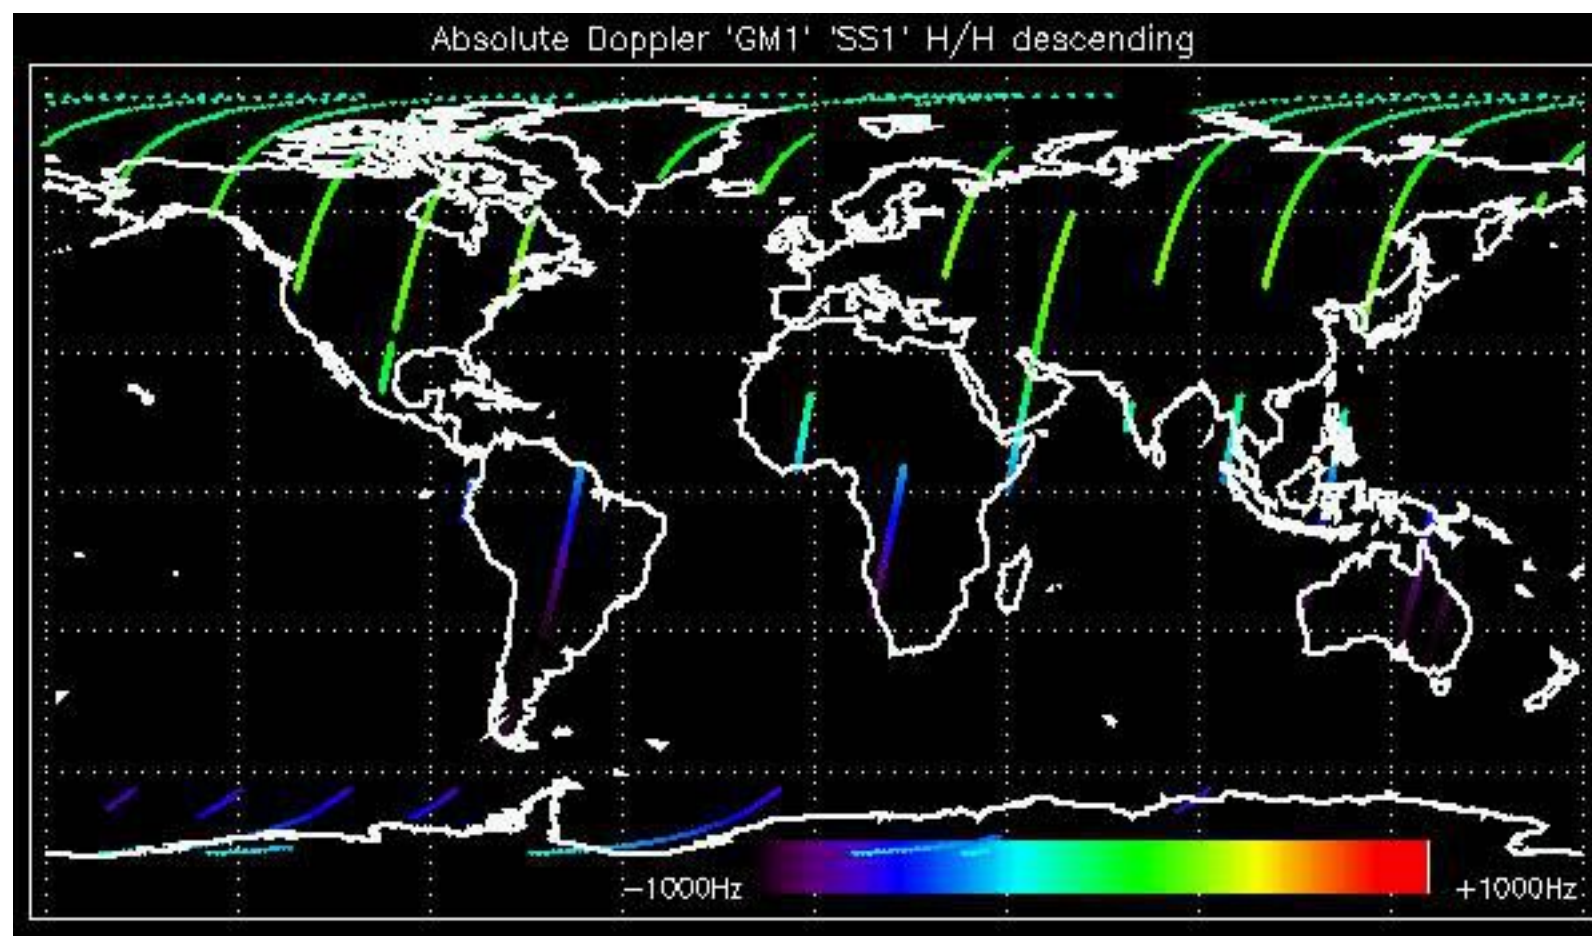 Absolute Doppler 'GM1' 'SS1' H/H descending
−1000Hz
+1000Hz